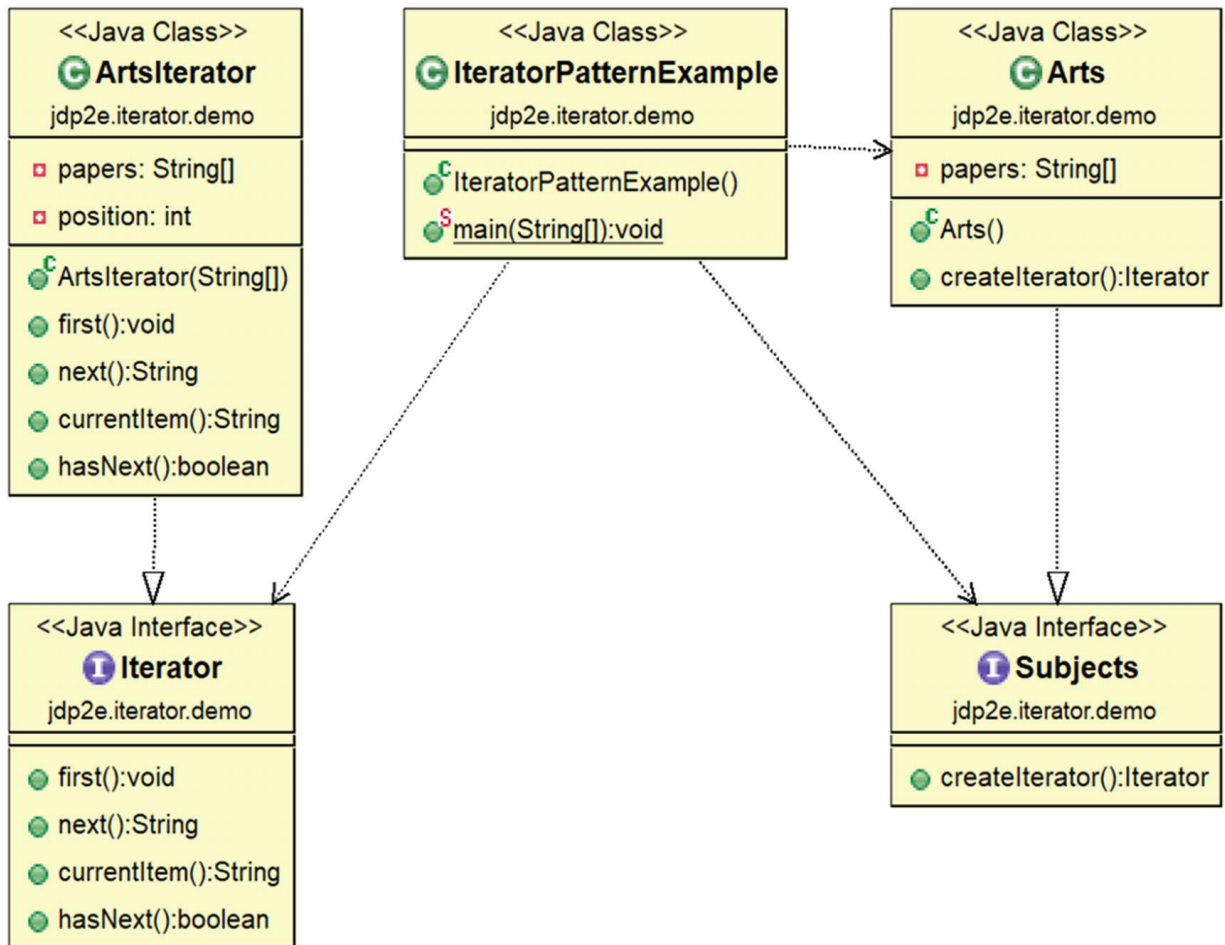 <<Java Class>>
ArtsIterator
jdp2e.iterator.demo
papers: String[]
position: int
ArtsIterator(String[])
first():void
next():String
currentItem():String
hasNext():boolean
<<Java Class>>
IteratorPatternExample
jdp2e.iterator.demo
IteratorPatternExample()
main(String[]):void
<<Java Class>>
Arts
jdp2e.iterator.demo
papers: String[]
Arts()
createIterator():Iterator
<<Java Interface>>
Iterator
jdp2e.iterator.demo
first():void
next():String
currentItem():String
hasNext():boolean
<<Java Interface>>
Subjects
jdp2e.iterator.demo
createIterator():Iterator